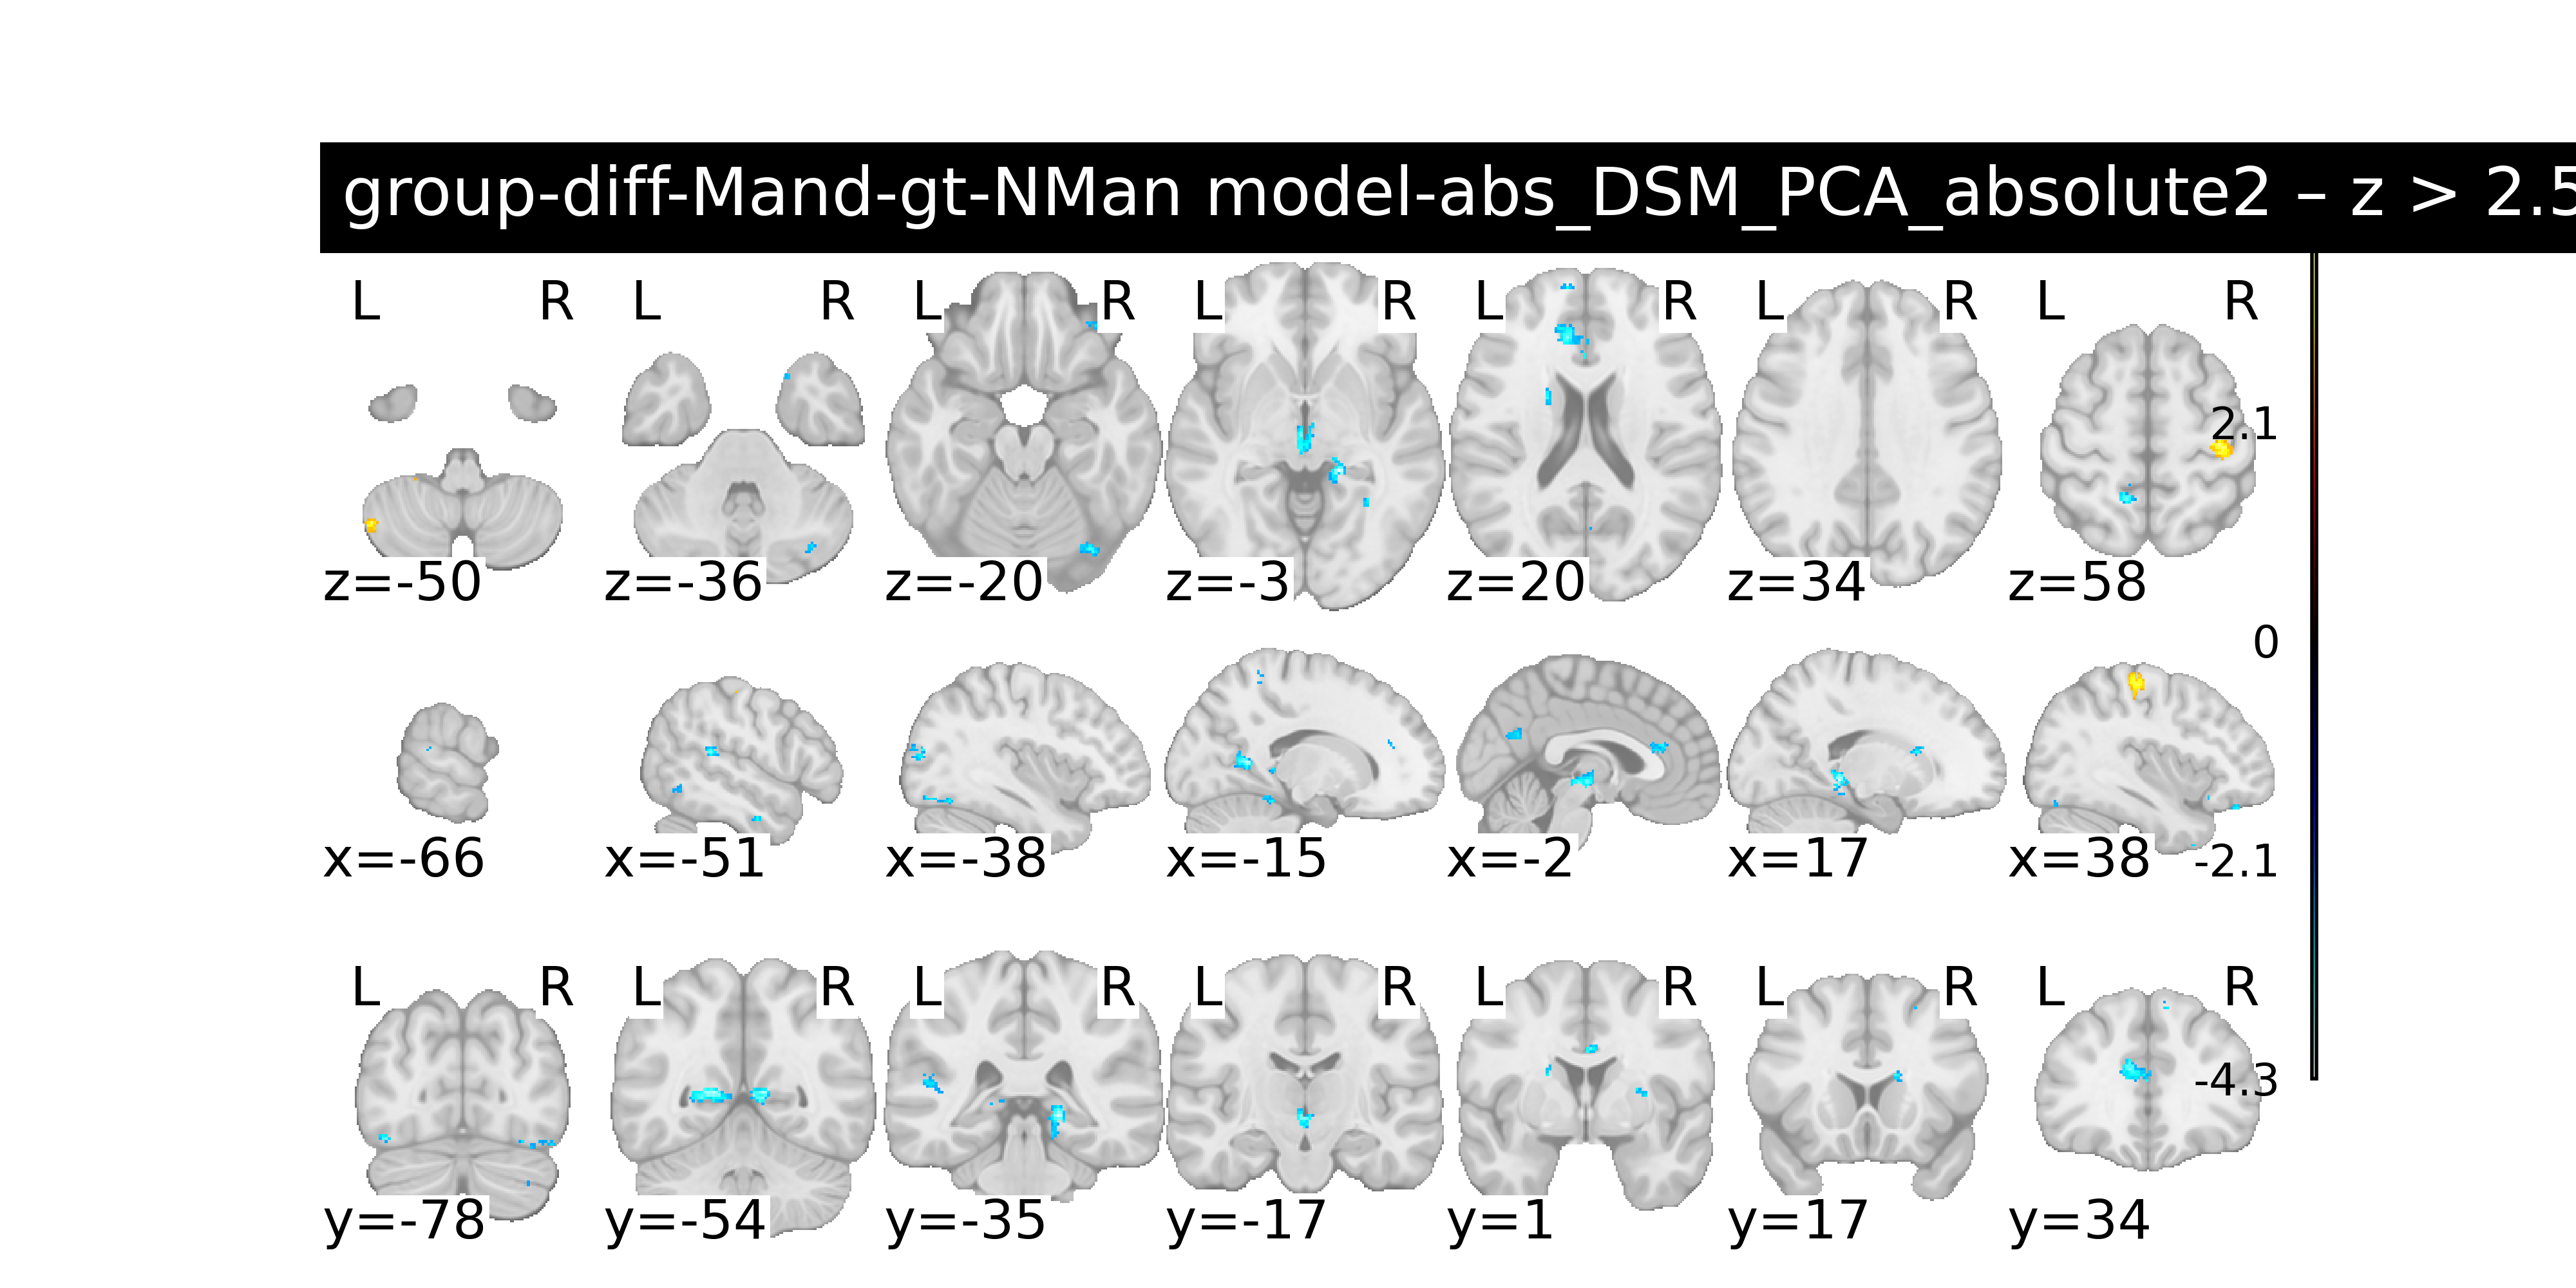 group-diff-Mand-gt-NMan model-abs_DSM_PCA_absolute2 – z > 2.5
L R L R L R L R L R L R L R
2.1
z=-50 z=-36 z=-20 z=-3 z=20 z=34 z=58
0
x=-66 x=-51 x=-38 x=-15 x=-2 x=17 x=38 -2.1
L R L R L R L R L R L R L R
-4.3
y=-78 y=-54 y=-35 y=-17 y=1 y=17 y=34